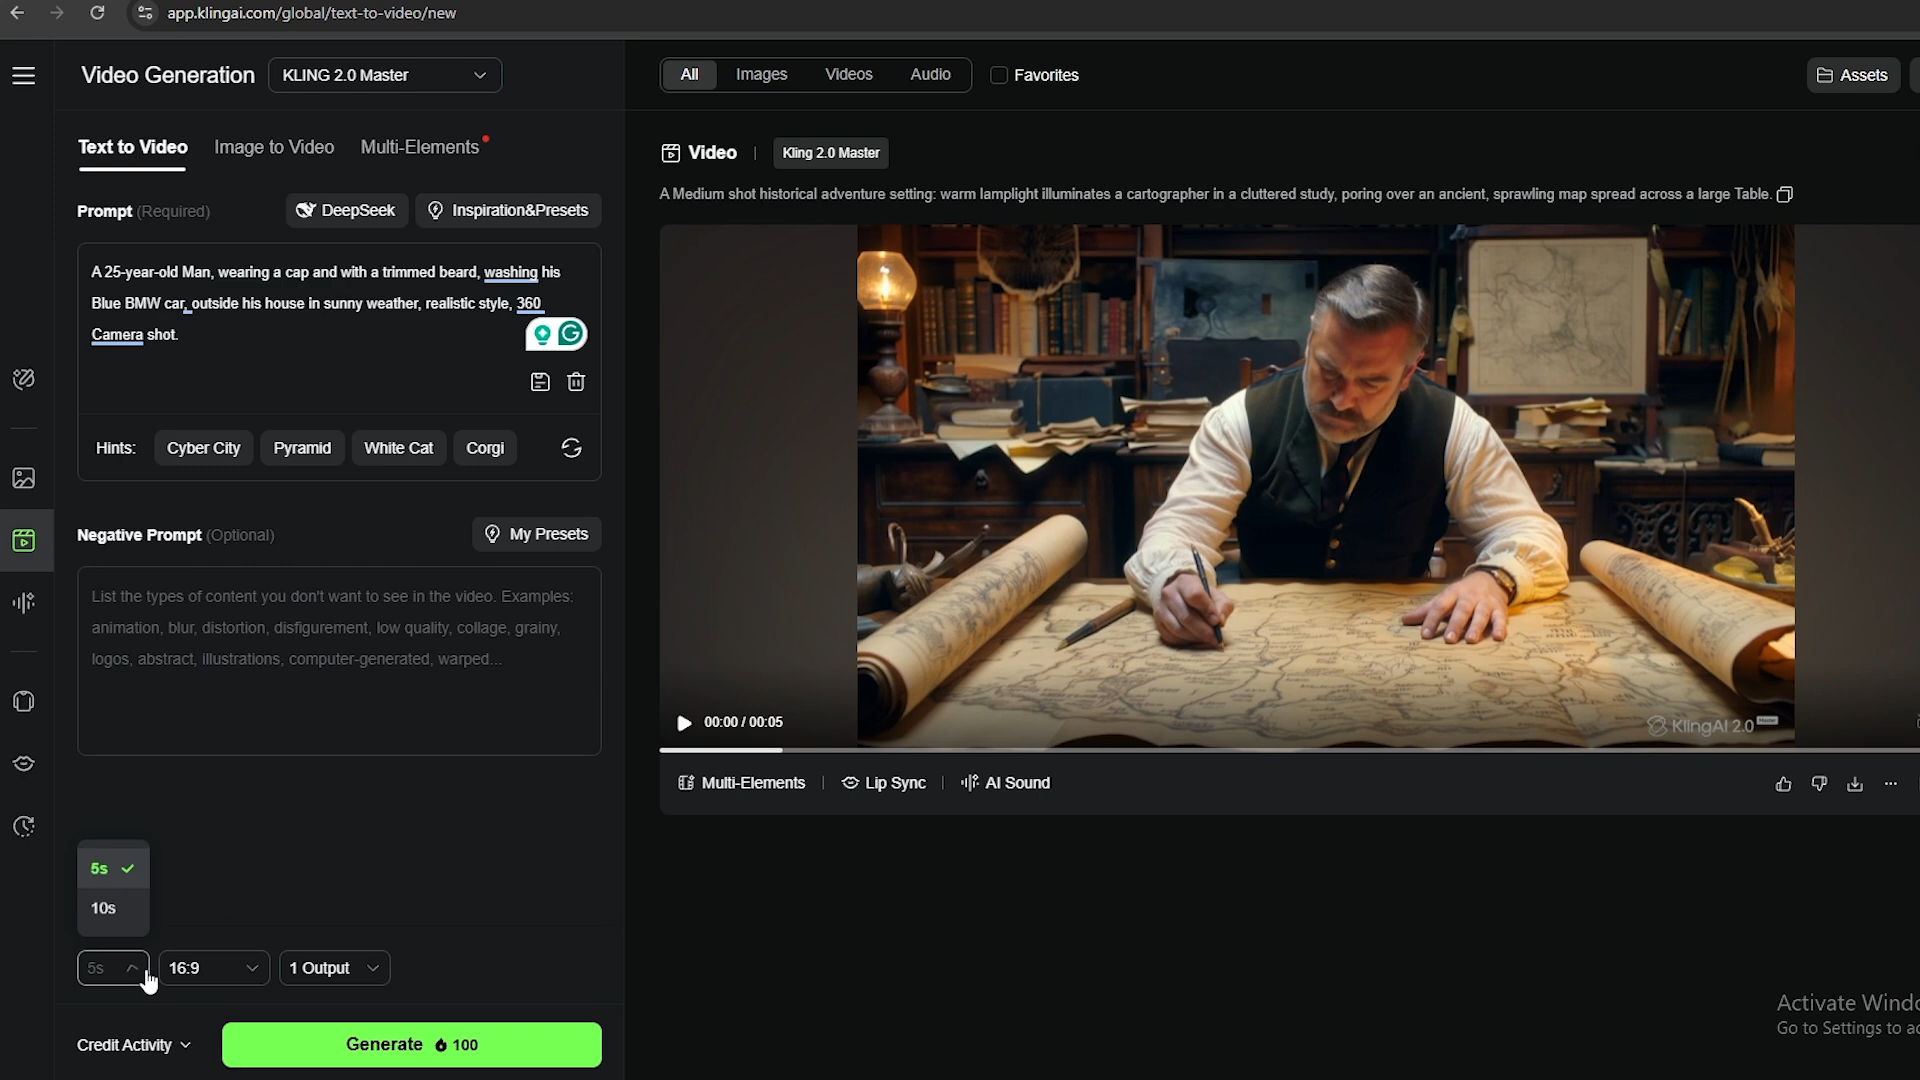 app.klingai.com/global/text-to-video/new
Video Generation
KLING 2.0 Master
All
Images
Videos
Audio
Favorites
Assets
Text to Video
Image to Video
Multi-Elements
Video
Kling 2.0 Master
A Medium shot historical adventure setting: warm lamplight illuminates a cartographer in a cluttered study, poring over an ancient, sprawling map spread across a large Table.
Prompt (Required)
DeepSeek
Inspiration&Presets
A 25-year-old Man, wearing a cap and with a trimmed beard, washing his
Blue BMW car, outside his house in sunny weather, realistic style, 360
Camera shot.
Hints:
Cyber City
Pyramid
White Cat
Corgi
Negative Prompt (Optional)
My Presets
List the types of content you don't want to see in the video. Examples:
animation, blur, distortion, disfigurement, low quality, collage, grainy,
logos, abstract, illustrations, computer-generated, warped...
00:00 / 00:05
KlingAI 2.0 Master
Multi-Elements
Lip Sync
AI Sound
5s
10s
5s
16:9
1 Output
Credit Activity
Generate 100
Activate
Go to Settings to